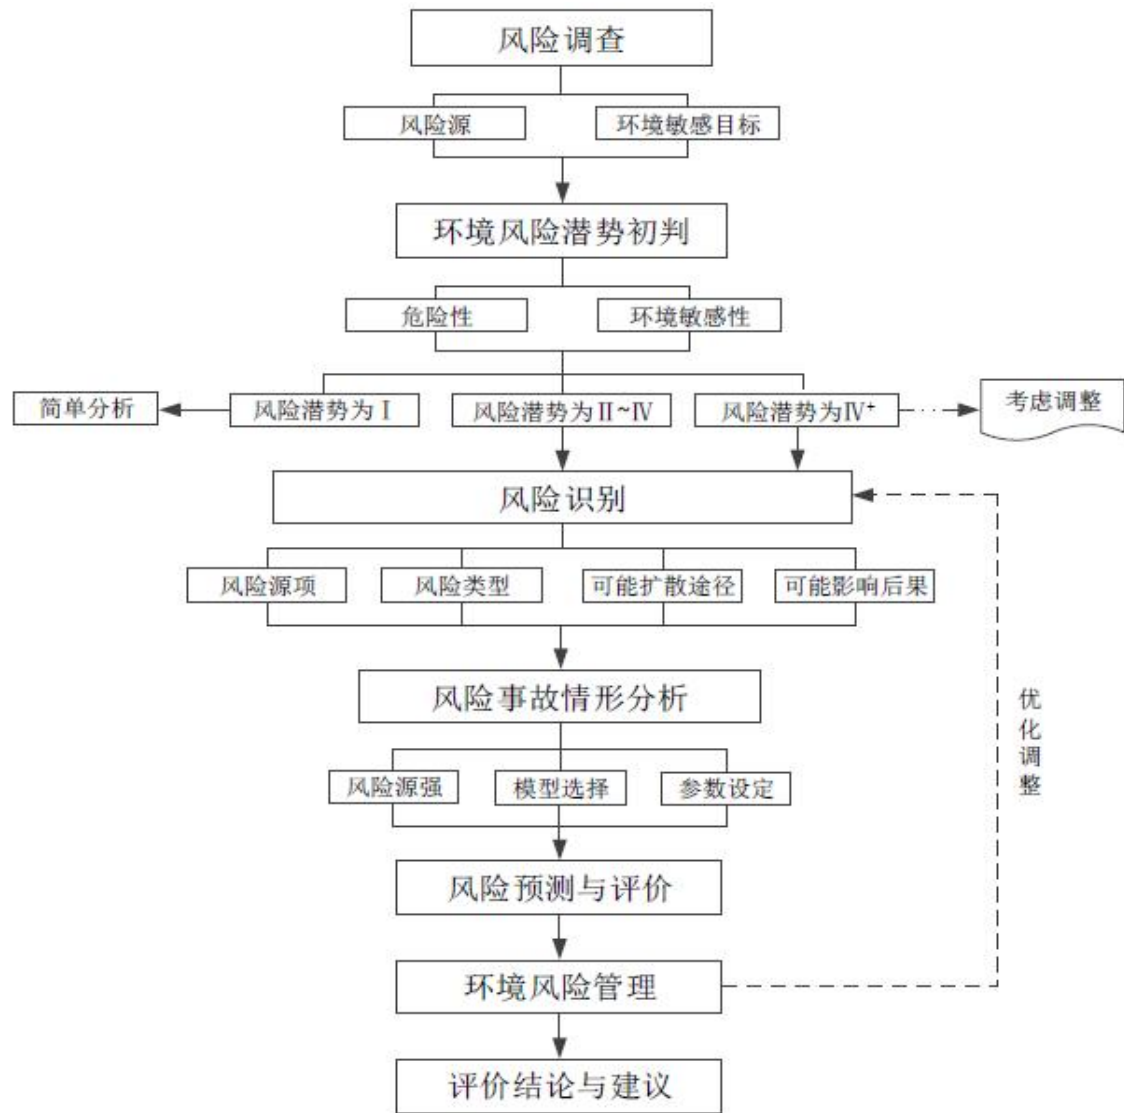 风险调查
风险源
环境敏感目标
环境风险潜势初判
危险性
环境敏感性
简单分析
风险潜势为Ⅰ
风险潜势为Ⅱ~Ⅳ
风险潜势为Ⅳ⁺
考虑调整
风险识别
风险源项
风险类型
可能扩散途径
可能影响后果
风险事故情形分析
优化调整
风险源强
模型选择
参数设定
风险预测与评价
环境风险管理
评价结论与建议